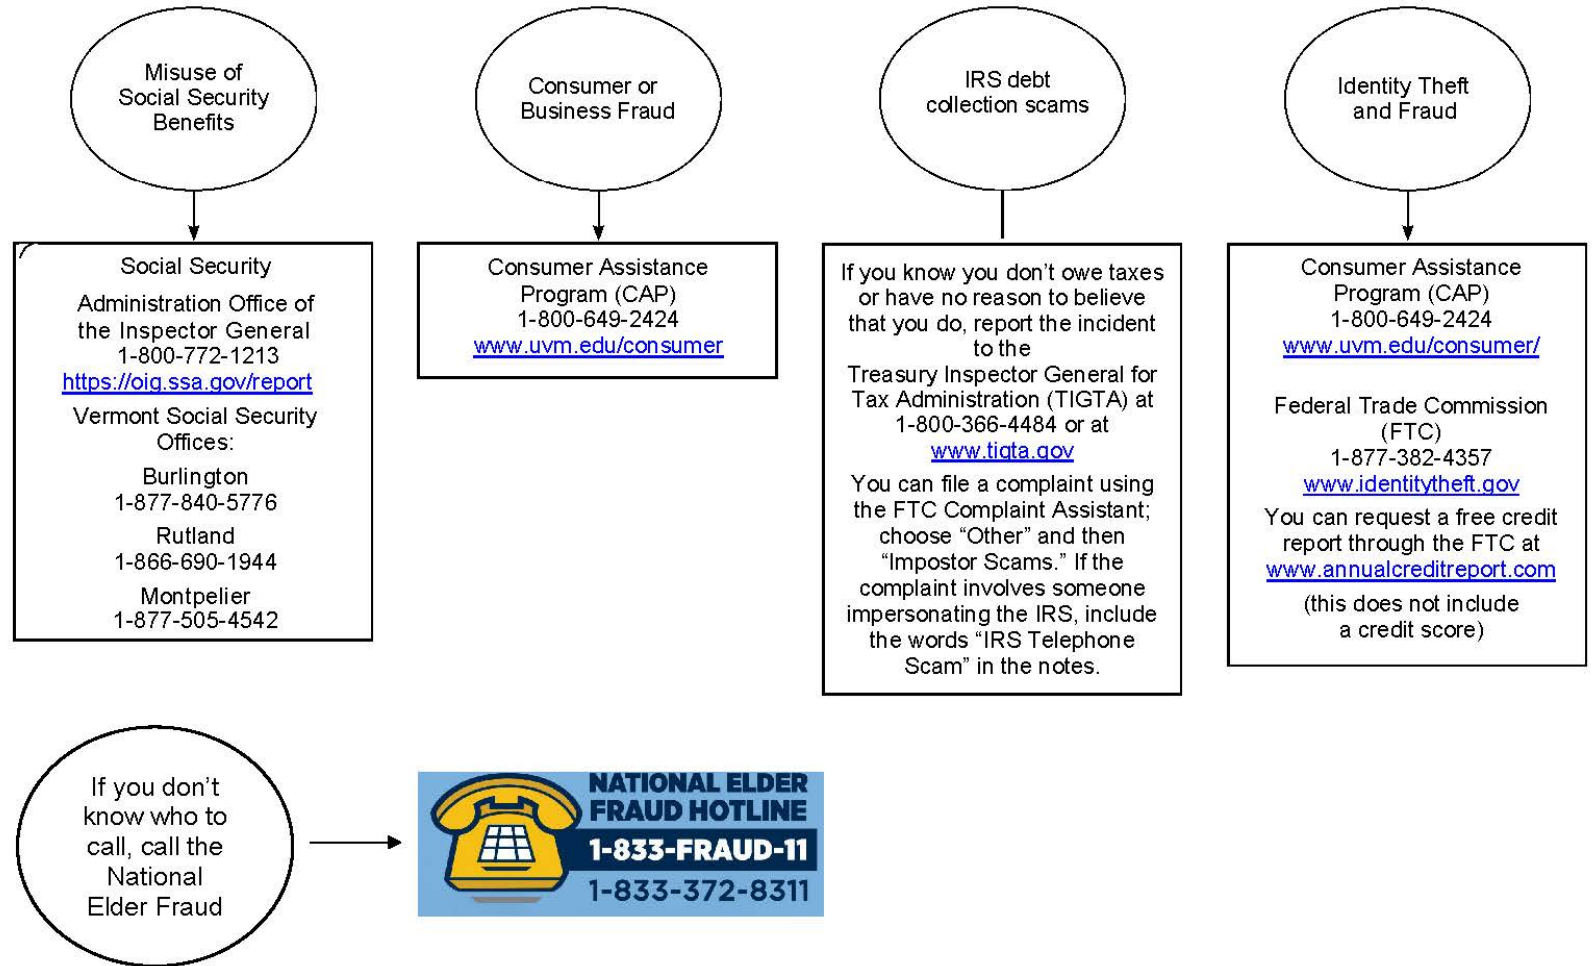 Misuse of
Social Security
Benefits
Social Security
Administration Office of
the Inspector General
1-800-772-1213
https://oig.ssa.gov/report
Vermont Social Security
Offices:
Burlington
1-877-840-5776
Rutland
1-866-690-1944
Montpelier
1-877-505-4542
Consumer or
Business Fraud
Consumer Assistance
Program (CAP)
1-800-649-2424
www.uvm.edu/consumer
IRS debt
collection scams
If you know you don’t owe taxes
or have no reason to believe
that you do, report the incident
to the
Treasury Inspector General for
Tax Administration (TIGTA) at
1-800-366-4484 or at
www.tigta.gov
You can file a complaint using
the FTC Complaint Assistant;
choose “Other” and then
“Impostor Scams.” If the
complaint involves someone
impersonating the IRS, include
the words “IRS Telephone
Scam” in the notes.
Identity Theft
and Fraud
Consumer Assistance
Program (CAP)
1-800-649-2424
www.uvm.edu/consumer/
Federal Trade Commission
(FTC)
1-877-382-4357
www.identitytheft.gov
You can request a free credit
report through the FTC at
www.annualcreditreport.com
(this does not include
a credit score)
If you don’t
know who to
call, call the
National
Elder Fraud
NATIONAL ELDER
FRAUD HOTLINE
1-833-FRAUD-11
1-833-372-8311